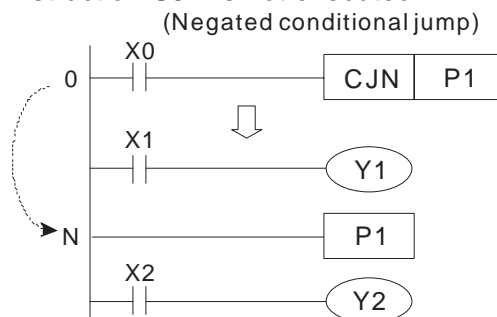 (Negated conditional jump)
X0
0 CJN P1
X1
Y1
N P1
X2
Y2